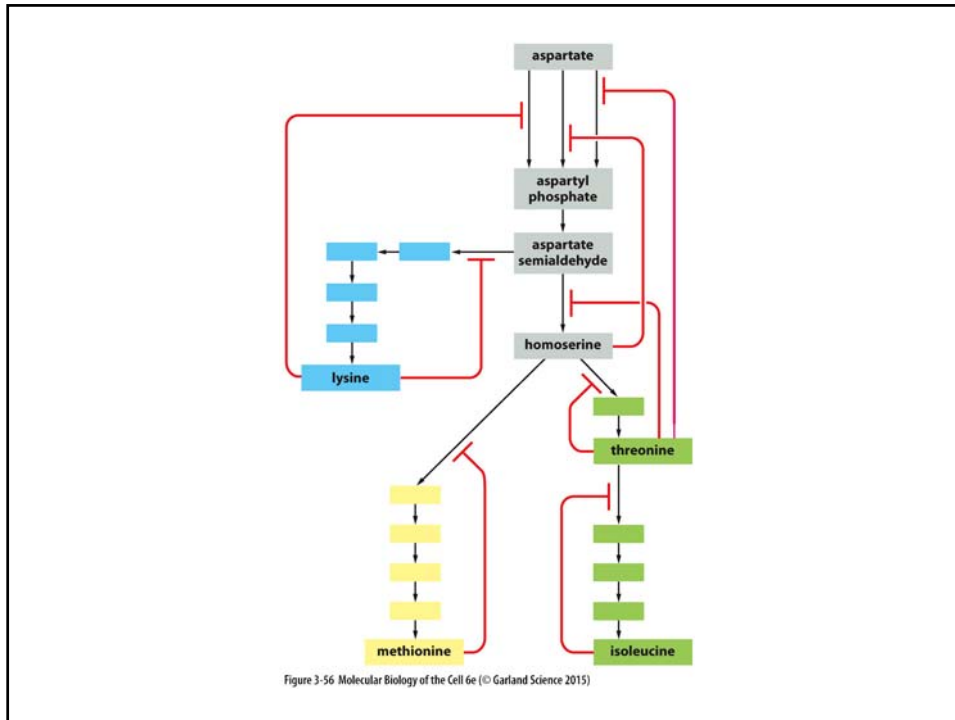 aspartate
aspartyl
phosphate
aspartate
semialdehyde
homoserine
lysine
threonine
methionine
isoleucine
Figure 3-56 Molecular Biology of the Cell 6e (© Garland Science 2015)